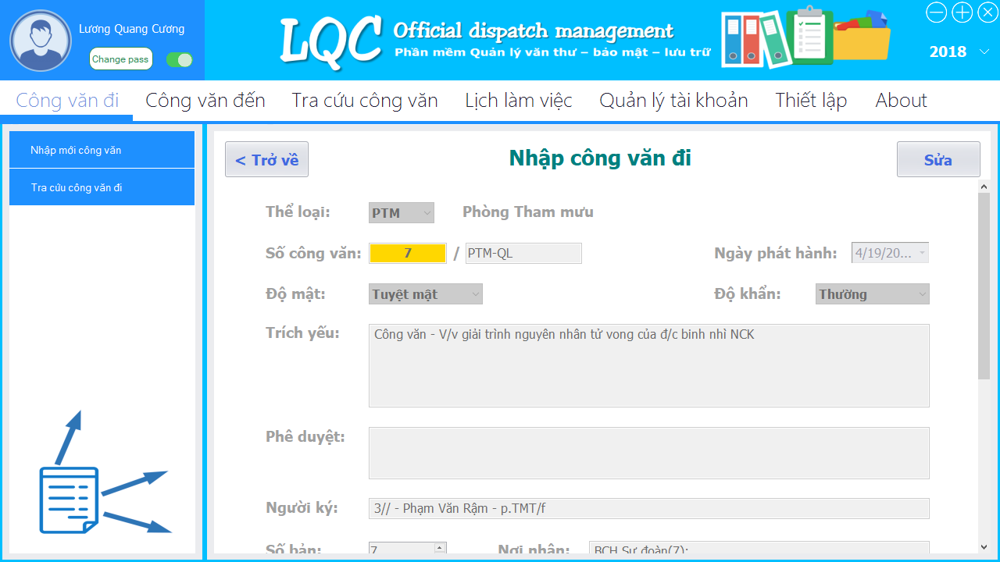 Lương Quang Cương
Change pass
LQC
Official dispatch management
Phần mềm Quản lý văn thư – bảo mật – lưu trữ
2018
Công văn đi
Công văn đến
Tra cứu công văn
Lịch làm việc
Quản lý tài khoản
Thiết lập
About
Nhập mới công văn
Tra cứu công văn đi
< Trở về
Nhập công văn đi
Sửa
Thể loại: PTM Phòng Tham mưu
Số công văn: 7 / PTM-QL Ngày phát hành: 4/19/20...
Độ mật: Tuyệt mật Độ khẩn: Thường
Trích yếu: Công văn - V/v giải trình nguyên nhân tử vong của đ/c binh nhì NCK
Phê duyệt:
Người ký: 3// - Phạm Văn Rậm - p.TMT/f
Số bản: 7 Nơi nhận: BCH Sư đoàn(7);